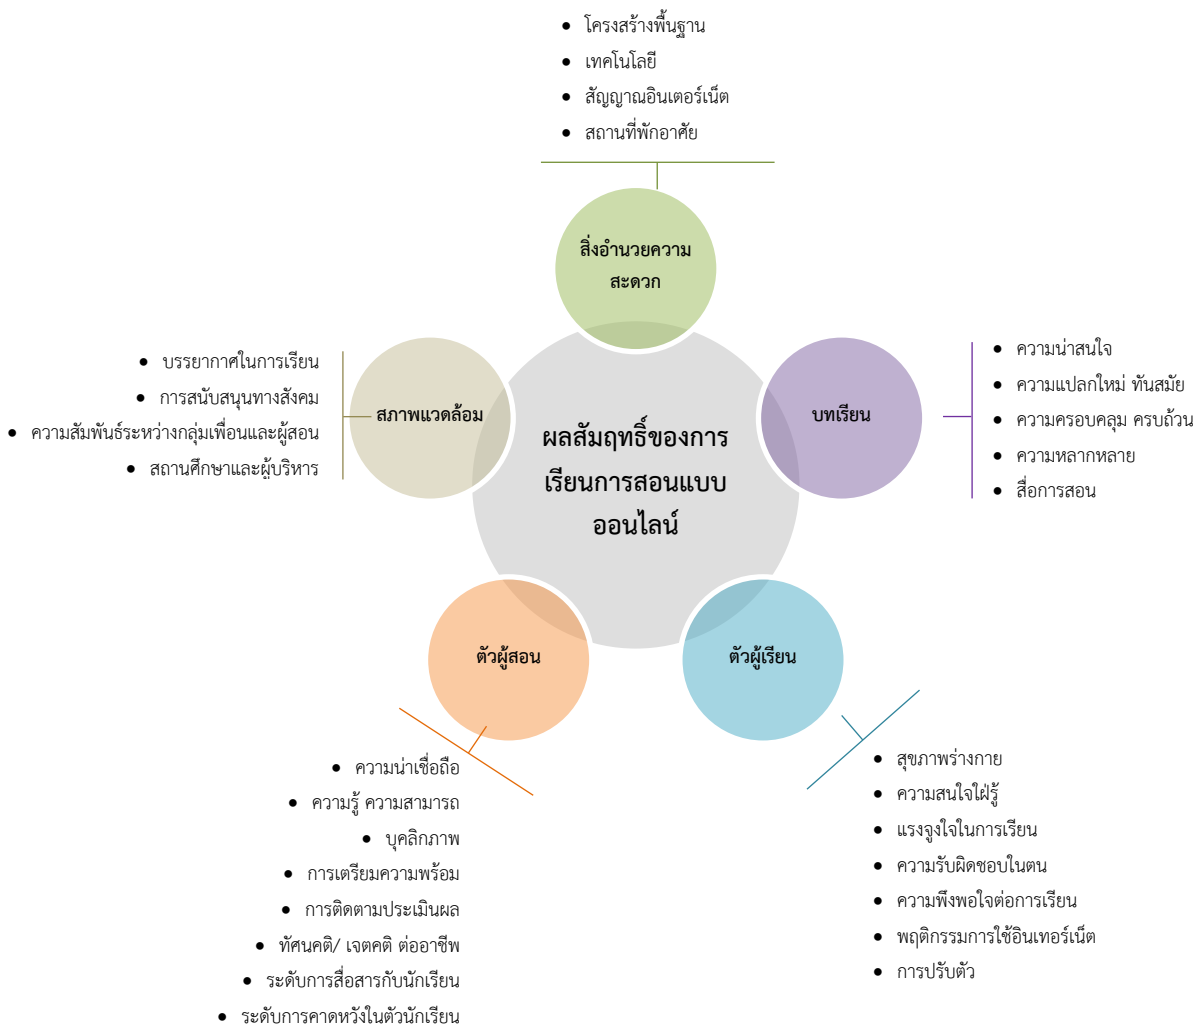 • โครงสร้างพื้นฐาน
• เทคโนโลยี
• สัญญาณอินเตอร์เน็ต
• สถานที่พักอาศัย
สิ่งอำนวยความ
สะดวก
• บรรยากาศในการเรียน
• การสนับสนุนทางสังคม
• ความสัมพันธ์ระหว่างกลุ่มเพื่อนและผู้สอน
• สถานศึกษาและผู้บริหาร
สภาพแวดล้อม
ผลสัมฤทธิ์ของการ
เรียนการสอนแบบ
ออนไลน์
บทเรียน
• ความน่าสนใจ
• ความแปลกใหม่ ทันสมัย
• ความครอบคลุม ครบถ้วน
• ความหลากหลาย
• สื่อการสอน
ตัวผู้สอน
ตัวผู้เรียน
• ความน่าเชื่อถือ
• ความรู้ ความสามารถ
• บุคลิกภาพ
• การเตรียมความพร้อม
• การติดตามประเมินผล
• ทัศนคติ/ เจตคติ ต่ออาชีพ
• ระดับการสื่อสารกับนักเรียน
• ระดับการคาดหวังในตัวนักเรียน
• สุขภาพร่างกาย
• ความสนใจใฝ่รู้
• แรงจูงใจในการเรียน
• ความรับผิดชอบในตน
• ความพึงพอใจต่อการเรียน
• พฤติกรรมการใช้อินเทอร์เน็ต
• การปรับตัว